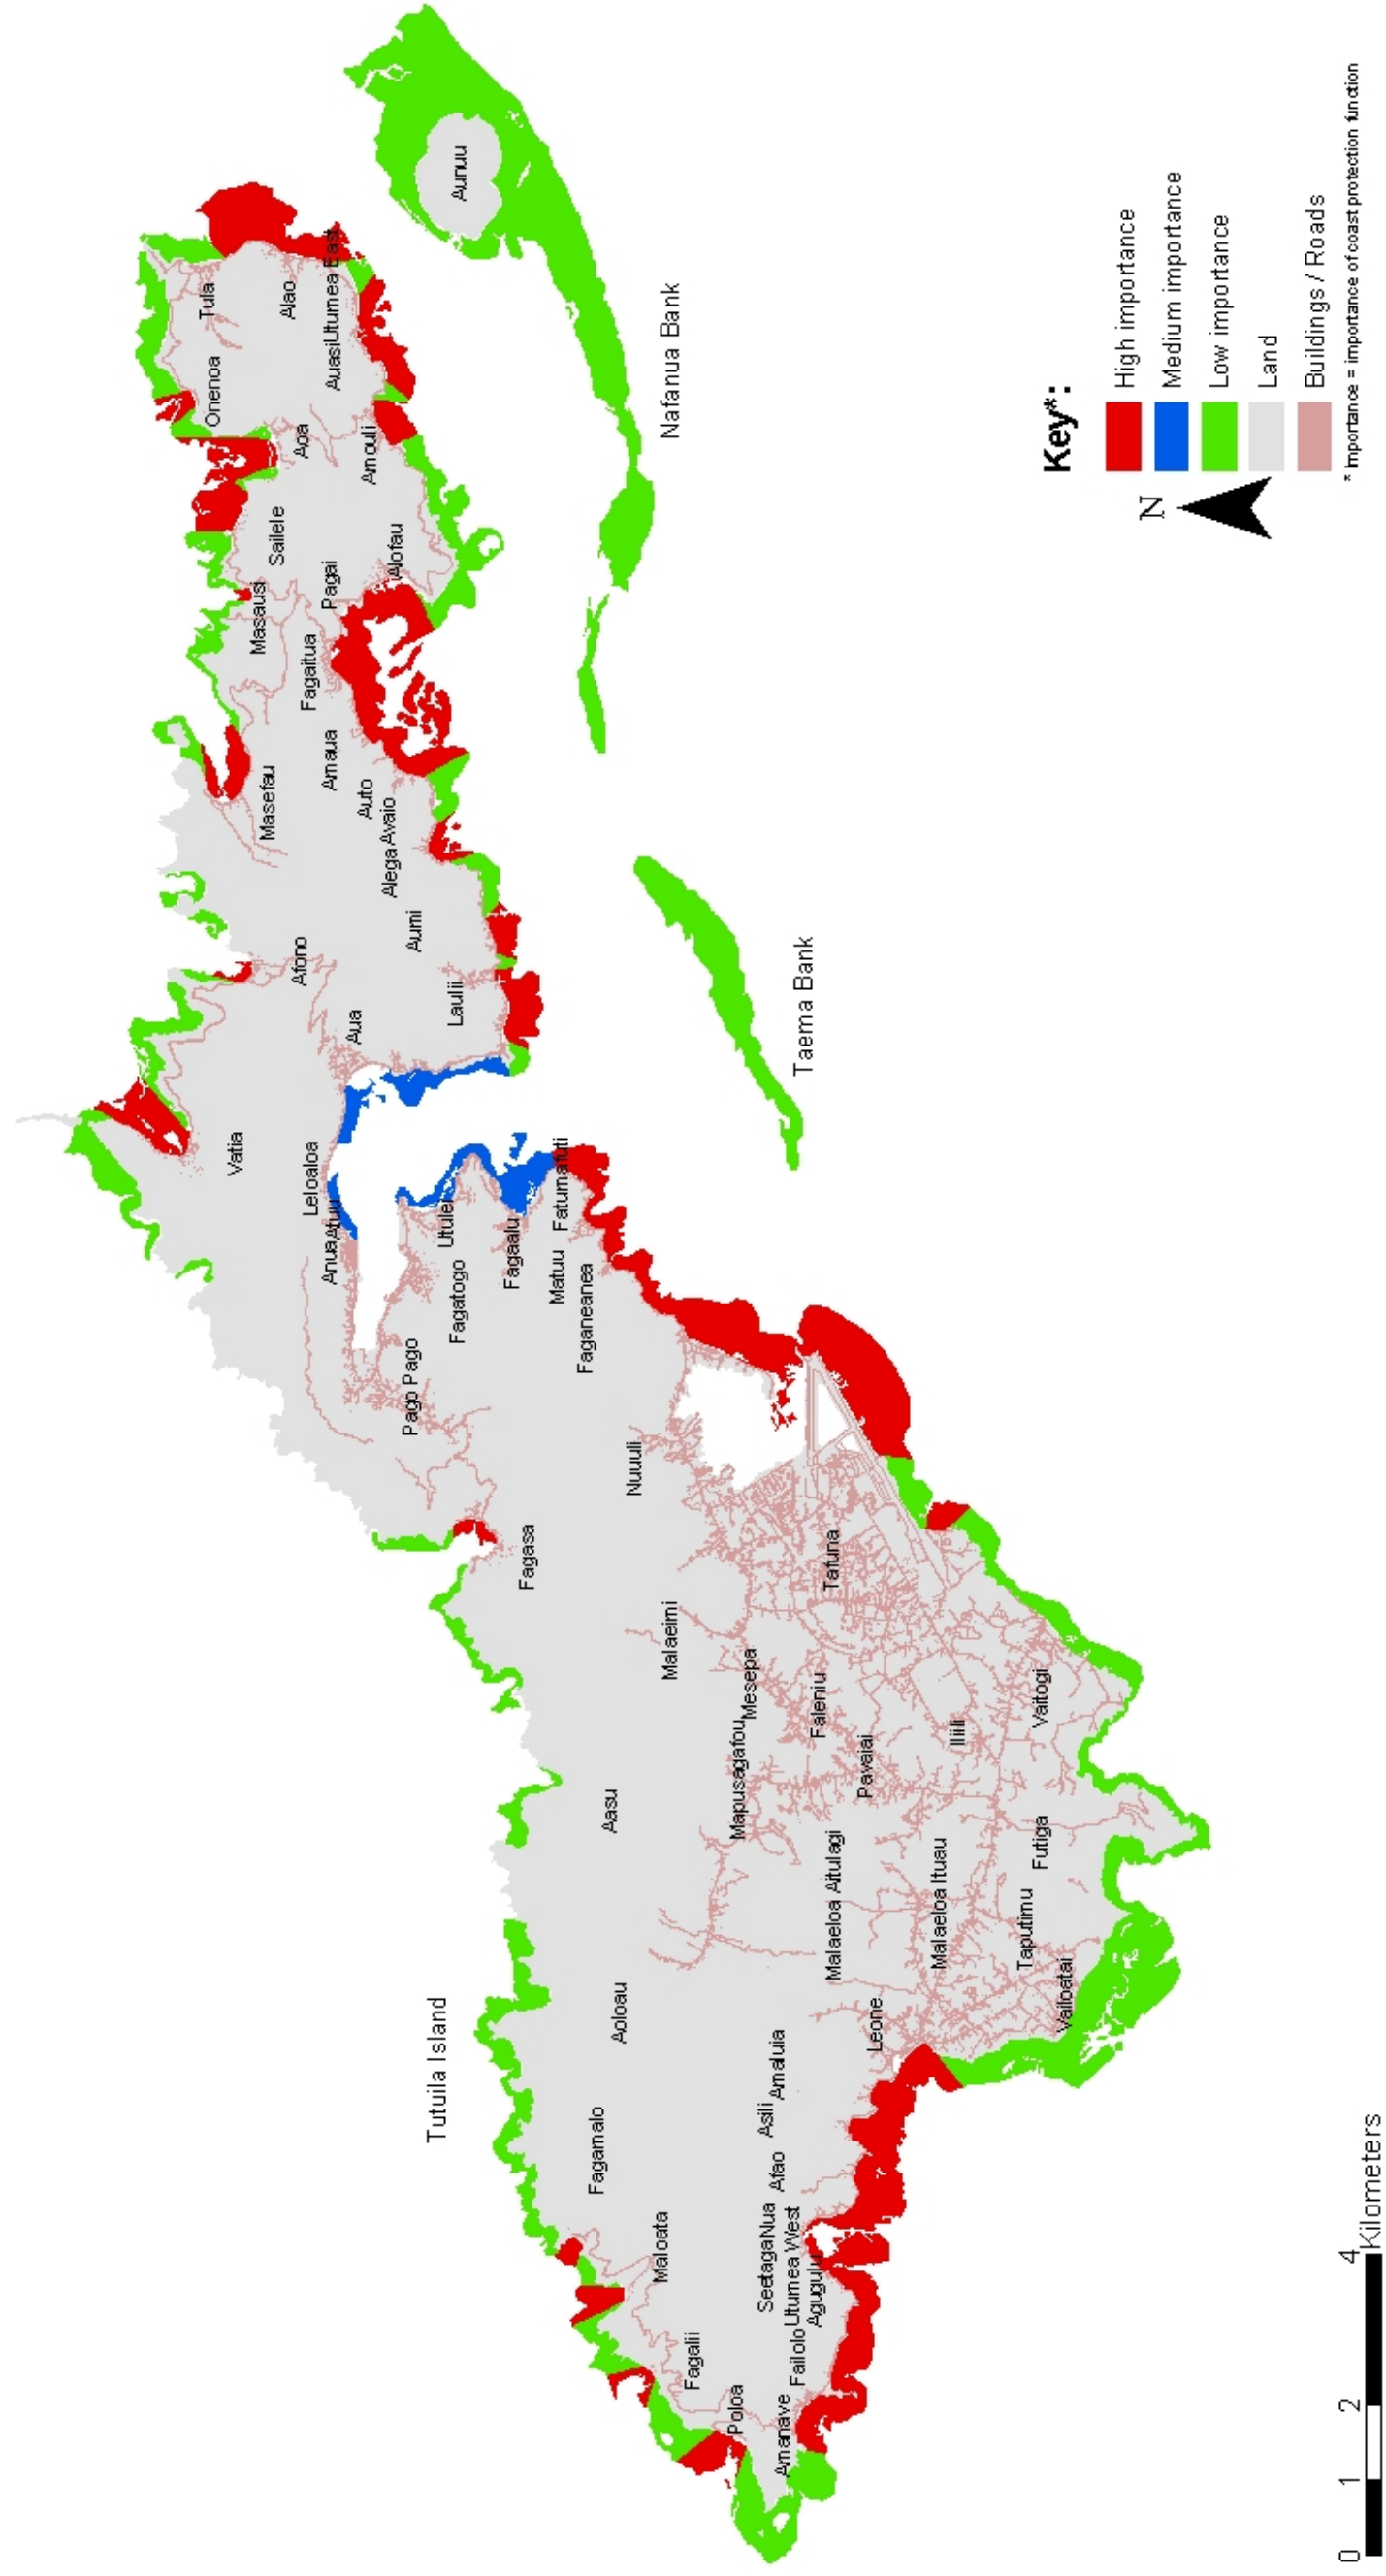 Tutuila Island
Aunuu
Nafanua Bank
Taema Bank
Tula
Alao
Utumea East
Auasi
Onenoa
Aoa
Amouli
Sailele
Alofau
Pagai
Masausi
Fagaitua
Amaua
Masefau
Auto
Avaio
Alega
Aumi
Afono
Laulii
Aua
Vatia
Leloaloa
Atuu
Anua
Utulei
Fagatogo
Fagaalu
Fatumafuti
Matuu
Faganeanea
Pago Pago
Nuuuli
Fagasa
Tafuna
Malaeimi
Mesepa
Mapusagafou
Faleniu
Pavaiai
Iliili
Vaitogi
Aasu
Malaeloa Aitulagi
Malaeloa Ituau
Futiga
Taputimu
Vailoatai
Leone
Aoloau
Amaluia
Asili
Afao
Fagamalo
Nua
Seetaga
Utumea West
Agugulu
Maloata
Failolo
Fagalii
Poloa
Amanave
Key*:
High importance
Medium importance
Low importance
Land
Buildings / Roads
* Importance = importance of coast protection function
N
0 1 2 4
Kilometers